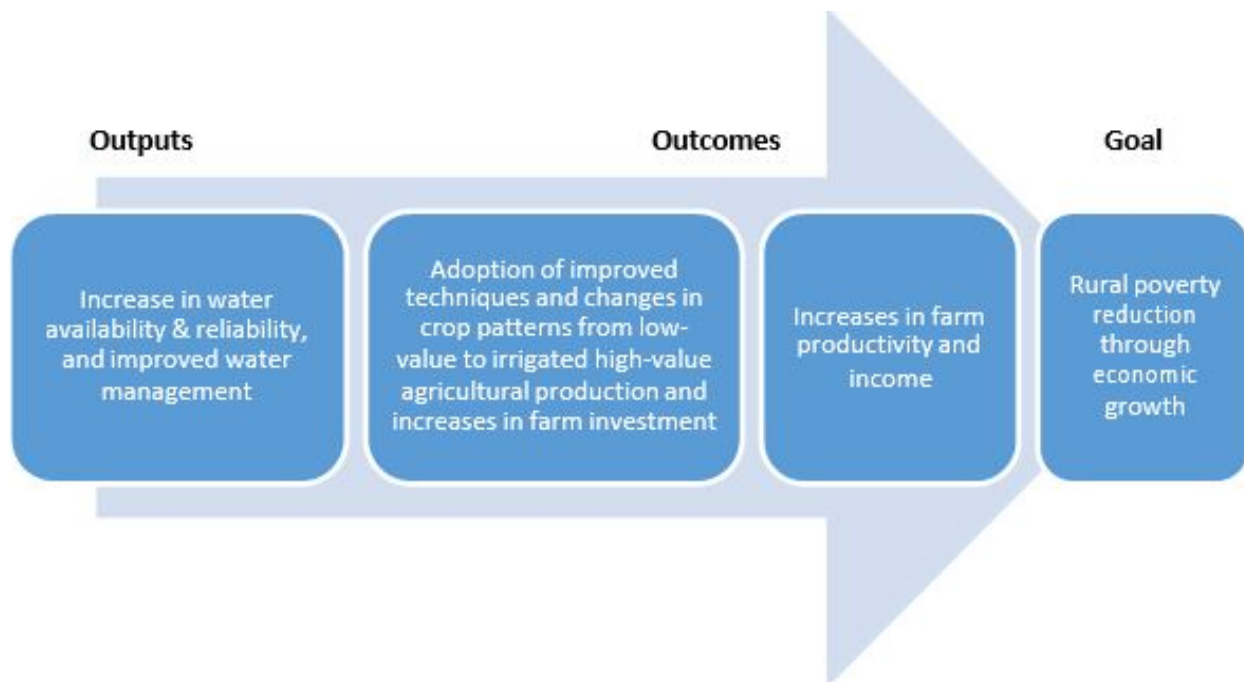 Outputs
Outcomes
Goal
Increase in water
availability & reliability,
and improved water
management
Adoption of improved
techniques and changes in
crop patterns from low-
value to irrigated high-value
agricultural production and
increases in farm investment
Increases in farm
productivity and
income
Rural poverty
reduction
through
economic
growth